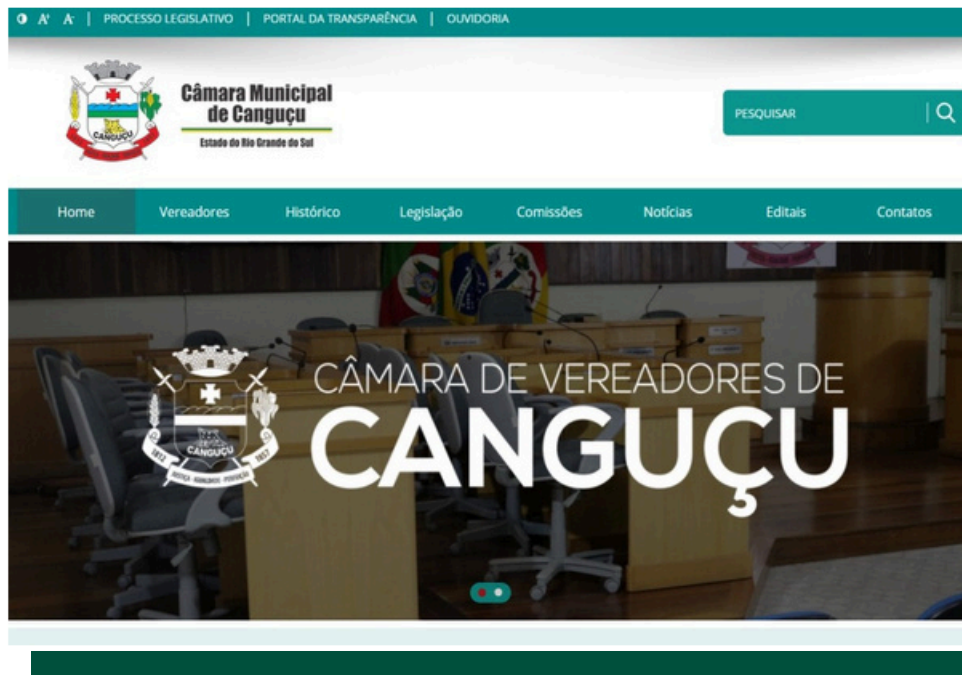 A⁺ A⁻ | PROCESSO LEGISLATIVO | PORTAL DA TRANSPARÊNCIA | OUVIDORIA
CANGUÇU
Câmara Municipal
de Canguçu
Estado do Rio Grande do Sul
PESQUISAR
Home Vereadores Histórico Legislação Comissões Notícias Editais Contatos
CÂMARA DE VEREADORES DE
CANGUÇU
CANGUÇU
1812 1857